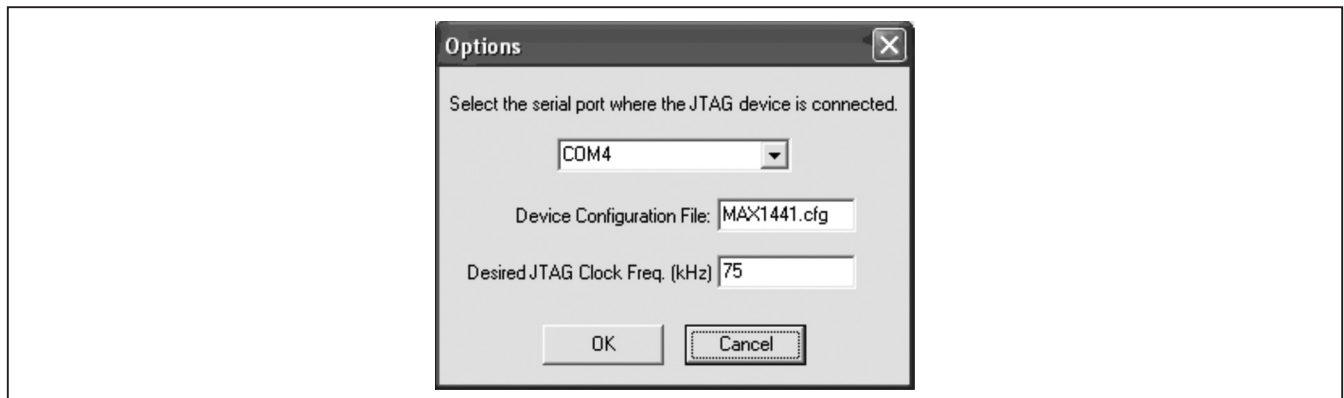 Options
Select the serial port where the JTAG device is connected.
COM4
Device Configuration File: MAX1441.cfg
Desired JTAG Clock Freq. (kHz) 75
OK Cancel